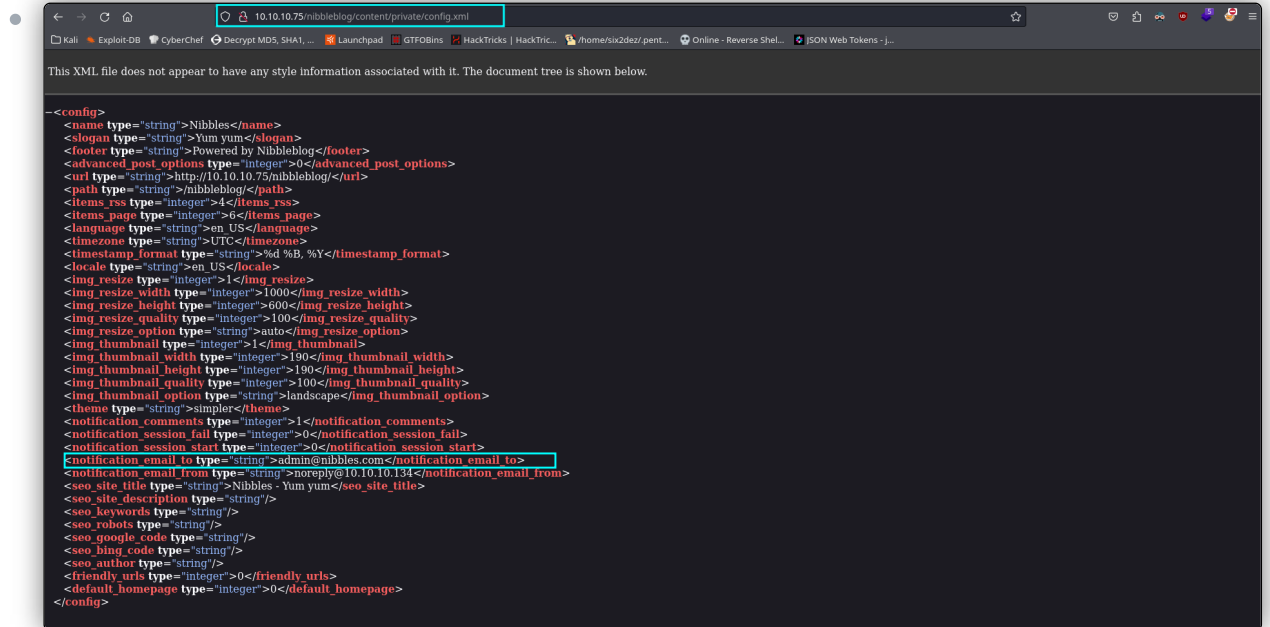 10.10.10.75/nibbleblog/content/private/config.xml
5
Kali Exploit-DB CyberChef Decrypt MD5, SHA1, ... Launchpad GTFOBins HackTricks | HackTric... /home/six2dez/.pent... Online - Reverse Shel... JSON Web Tokens - j...
This XML file does not appear to have any style information associated with it. The document tree is shown below.
−<config>
<name type="string">Nibbles</name>
<slogan type="string">Yum yum</slogan>
<footer type="string">Powered by Nibbleblog</footer>
<advanced_post_options type="integer">0</advanced_post_options>
<url type="string">http://10.10.10.75/nibbleblog/</url>
<path type="string">/nibbleblog/</path>
<items_rss type="integer">4</items_rss>
<items_page type="integer">6</items_page>
<language type="string">en_US</language>
<timezone type="string">UTC</timezone>
<timestamp_format type="string">%d %B, %Y</timestamp_format>
<locale type="string">en_US</locale>
<img_resize type="integer">1</img_resize>
<img_resize_width type="integer">1000</img_resize_width>
<img_resize_height type="integer">600</img_resize_height>
<img_resize_quality type="integer">100</img_resize_quality>
<img_resize_option type="string">auto</img_resize_option>
<img_thumbnail type="integer">1</img_thumbnail>
<img_thumbnail_width type="integer">190</img_thumbnail_width>
<img_thumbnail_height type="integer">190</img_thumbnail_height>
<img_thumbnail_quality type="integer">100</img_thumbnail_quality>
<img_thumbnail_option type="string">landscape</img_thumbnail_option>
<theme type="string">simpler</theme>
<notification_comments type="integer">1</notification_comments>
<notification_session_fail type="integer">0</notification_session_fail>
<notification_session_start type="integer">0</notification_session_start>
<notification_email_to type="string">admin@nibbles.com</notification_email_to>
<notification_email_from type="string">noreply@10.10.10.134</notification_email_from>
<seo_site_title type="string">Nibbles - Yum yum</seo_site_title>
<seo_site_description type="string"/>
<seo_keywords type="string"/>
<seo_robots type="string"/>
<seo_google_code type="string"/>
<seo_bing_code type="string"/>
<seo_author type="string"/>
<friendly_urls type="integer">0</friendly_urls>
<default_homepage type="integer">0</default_homepage>
</config>